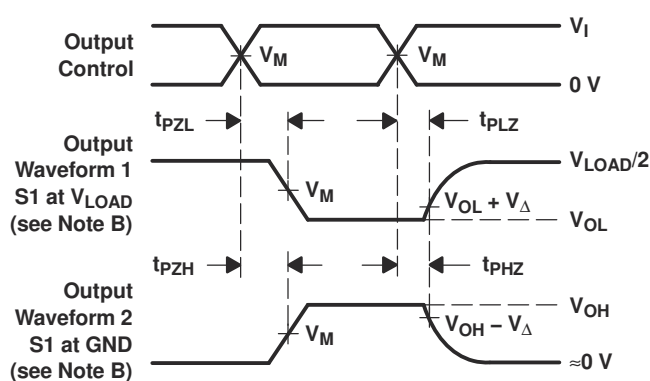 Output
Control
V_M
V_M
V_I
0 V
t_PZL
t_PLZ
Output
Waveform 1
S1 at V_LOAD
(see Note B)
V_M
V_LOAD/2
V_OL + V_Δ
V_OL
t_PZH
t_PHZ
Output
Waveform 2
S1 at GND
(see Note B)
V_M
V_OH
V_OH − V_Δ
≈0 V